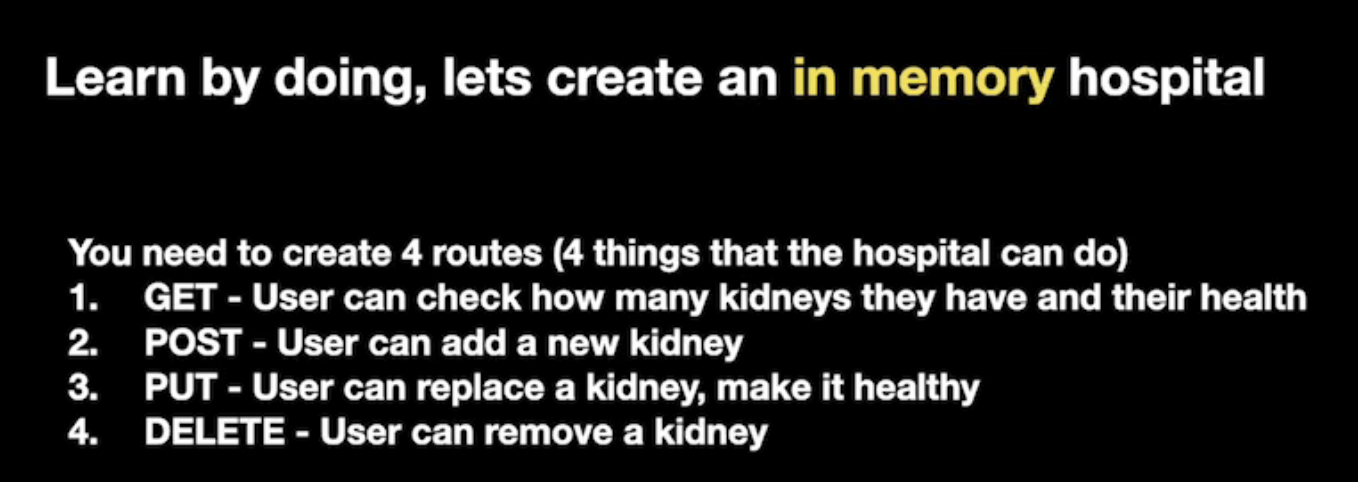 Learn by doing, lets create an in memory hospital
You need to create 4 routes (4 things that the hospital can do)
1. GET - User can check how many kidneys they have and their health
2. POST - User can add a new kidney
3. PUT - User can replace a kidney, make it healthy
4. DELETE - User can remove a kidney